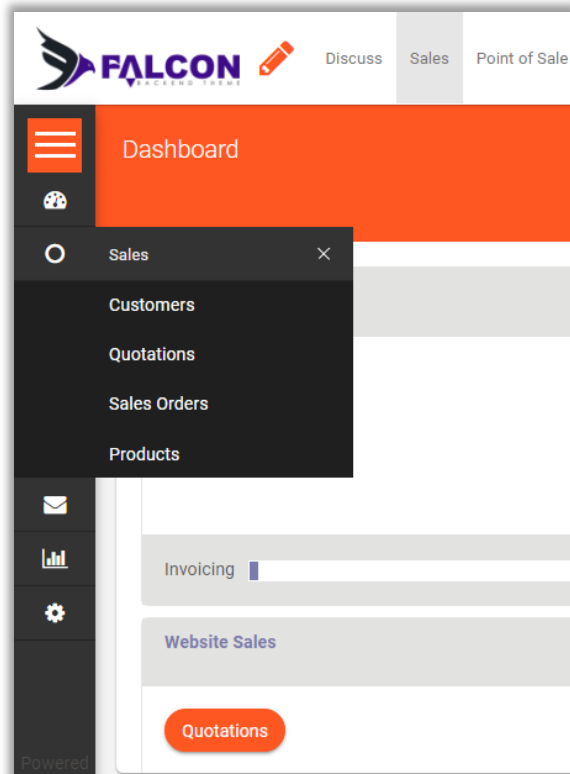 FALCON
BACKEND THEME
Discuss
Sales
Point of Sale
Dashboard
Sales
Customers
Quotations
Sales Orders
Products
Invoicing
Website Sales
Quotations
Powered